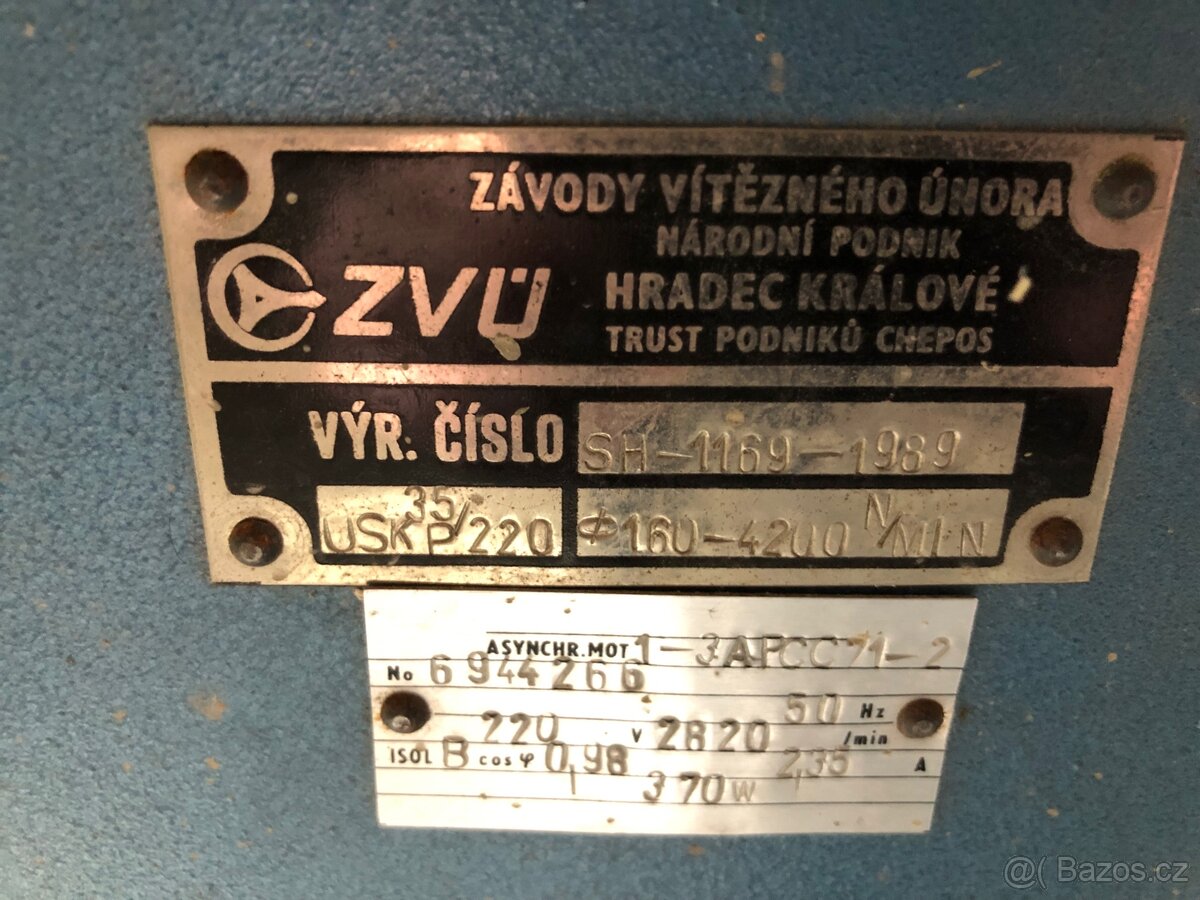 ZÁVODY VÍTĚZNÉHO ÚNORA
NÁRODNÍ PODNIK
ZVÚ
HRADEC KRÁLOVÉ
TRUST PODNIKŮ CHEPOS
VÝR. ČÍSLO SH-1169-1989
USKP 35/220 Φ160-4200 N/MIN
ASYNCHR.MOT 1-3APCC71-2
No 6944266
50 Hz
220 V 2820 /min
ISOL B cos φ 0,98 2,35 A
370W
@( Bazos.cz